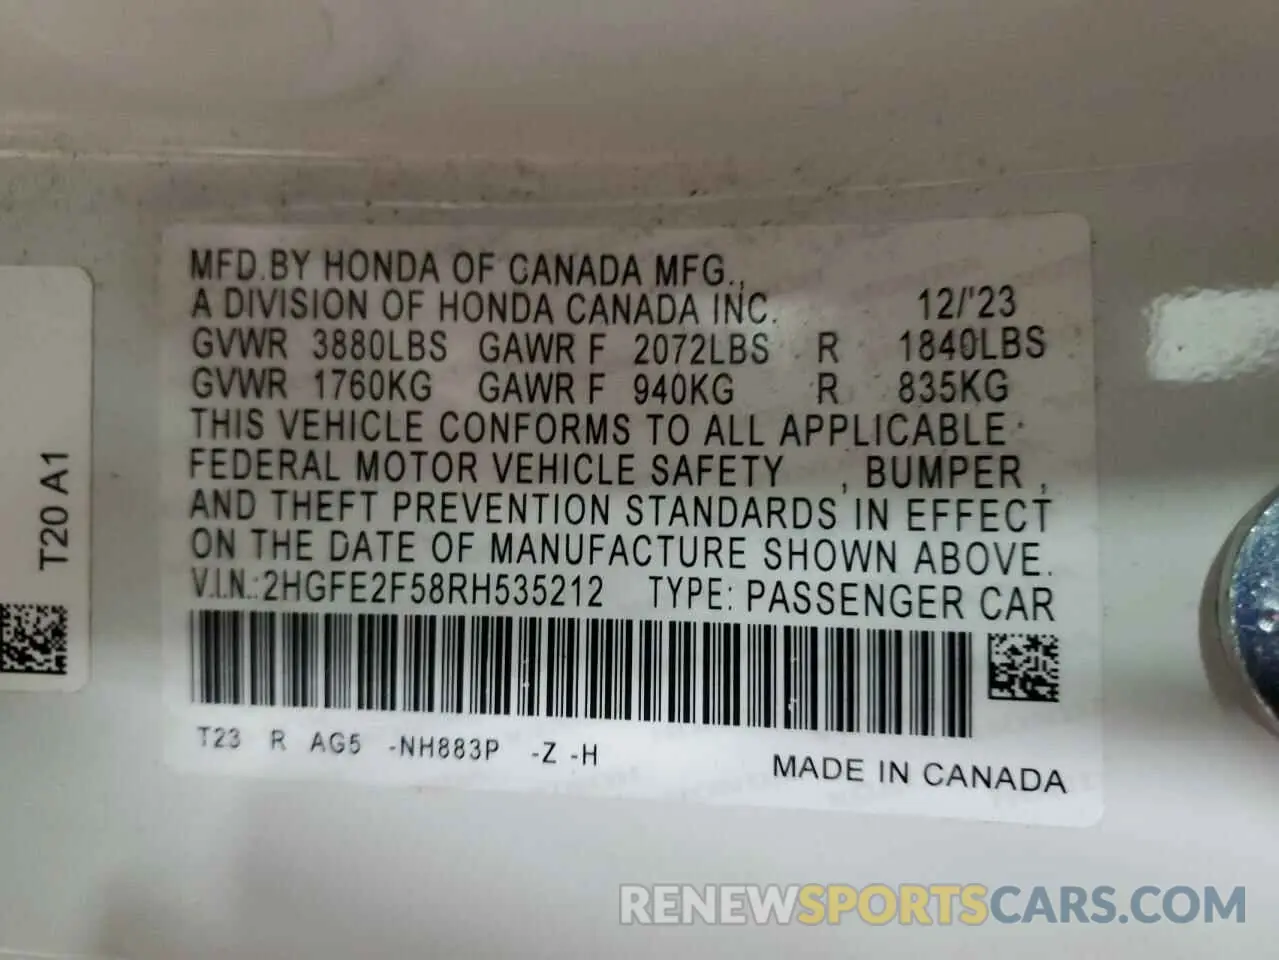 MFD.BY HONDA OF CANADA MFG.,
A DIVISION OF HONDA CANADA INC. 12/'23
GVWR 3880LBS GAWR F 2072LBS R 1840LBS
GVWR 1760KG GAWR F 940KG R 835KG
THIS VEHICLE CONFORMS TO ALL APPLICABLE
FEDERAL MOTOR VEHICLE SAFETY , BUMPER ,
AND THEFT PREVENTION STANDARDS IN EFFECT
ON THE DATE OF MANUFACTURE SHOWN ABOVE.
V.I.N.: 2HGFE2F58RH535212 TYPE: PASSENGER CAR
T23 R AG5 -NH883P -Z -H
MADE IN CANADA
T20 A1
RENEWSPORTSCARS.COM